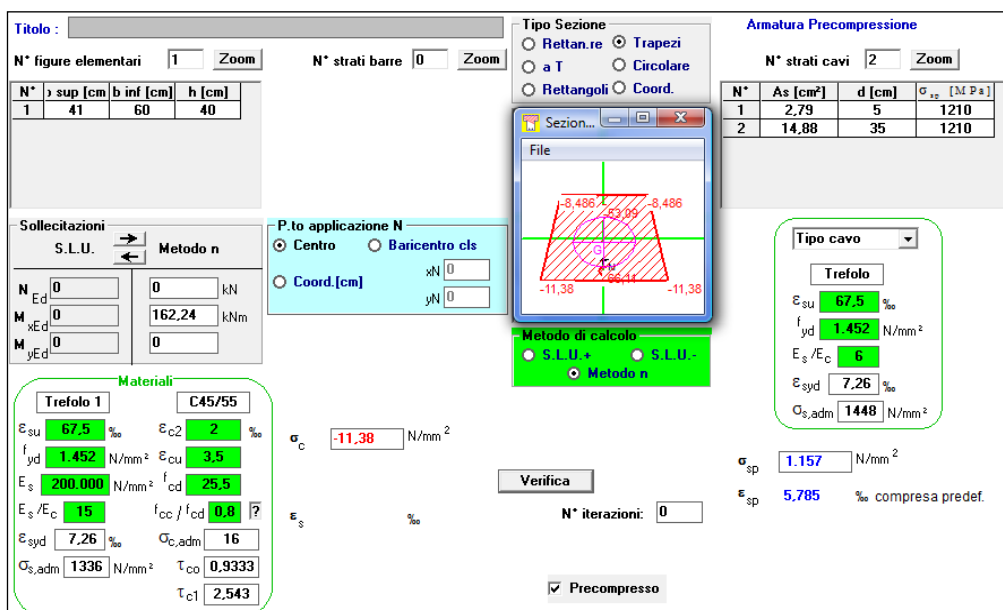 Titolo :
N° figure elementari 1 Zoom
N° strati barre 0 Zoom
N° b inf [cm] h [cm]
1 41 60 40
Tipo Sezione
Rettan.re Trapezi
a T Circolare
Rettangoli Coord.
Armatura Precompressione
N° strati cavi 2 Zoom
N° As [cm²] d [cm] [MPa]
1 2,79 5 1210
2 14,88 35 1210
Sezion...
File
-8,486 -8,486
G
-11,38 -11,38
Sollecitazioni
S.L.U. Metodo n
N Ed 0 0 kN
M xEd 0 162,24 kNm
M yEd 0 0
P.to applicazione N
Centro Baricentro cls
Coord.[cm]
xN 0
yN 0
Metodo di calcolo
S.L.U.+ S.L.U.-
Metodo n
Tipo cavo
Trefolo
εsu 67,5 ‰
fyd 1.452 N/mm²
Es/Ec 6
εsyd 7,26 ‰
σs,adm 1448 N/mm²
Materiali
Trefolo 1 C45/55
εsu 67,5 ‰ εc2 2 ‰
fyd 1.452 N/mm² εcu 3,5
Es 200.000 N/mm² fcd 25,5
Es/Ec 15 fcc / fcd 0,8 ?
εsyd 7,26 ‰ σc,adm 16
σs,adm 1336 N/mm² τco 0,9333
τc1 2,543
σc -11,38 N/mm²
εs ‰
Verifica
N° iterazioni: 0
Precompresso
σsp 1.157 N/mm²
εsp 5,785 ‰ compresa predef.